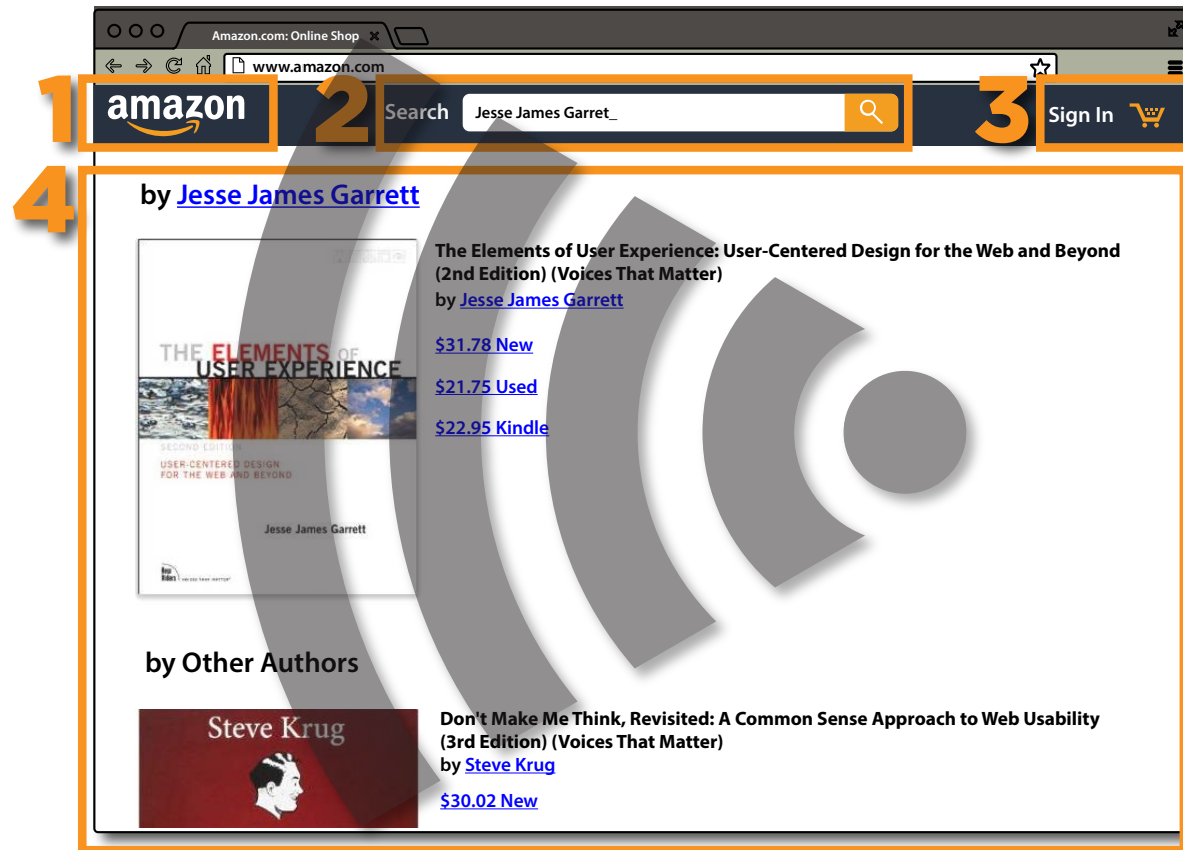 Amazon.com: Online Shop
www.amazon.com
1
amazon
2
Search
Jesse James Garret_
3
Sign In
4
by Jesse James Garrett
THE ELEMENTS OF
USER EXPERIENCE
SECOND EDITION
USER-CENTERED DESIGN
FOR THE WEB AND BEYOND
Jesse James Garrett
New
Riders
VOICES THAT MATTER
The Elements of User Experience: User-Centered Design for the Web and Beyond
(2nd Edition) (Voices That Matter)
by Jesse James Garrett
$31.78 New
$21.75 Used
$22.95 Kindle
by Other Authors
Steve Krug
Don't Make Me Think, Revisited: A Common Sense Approach to Web Usability
(3rd Edition) (Voices That Matter)
by Steve Krug
$30.02 New